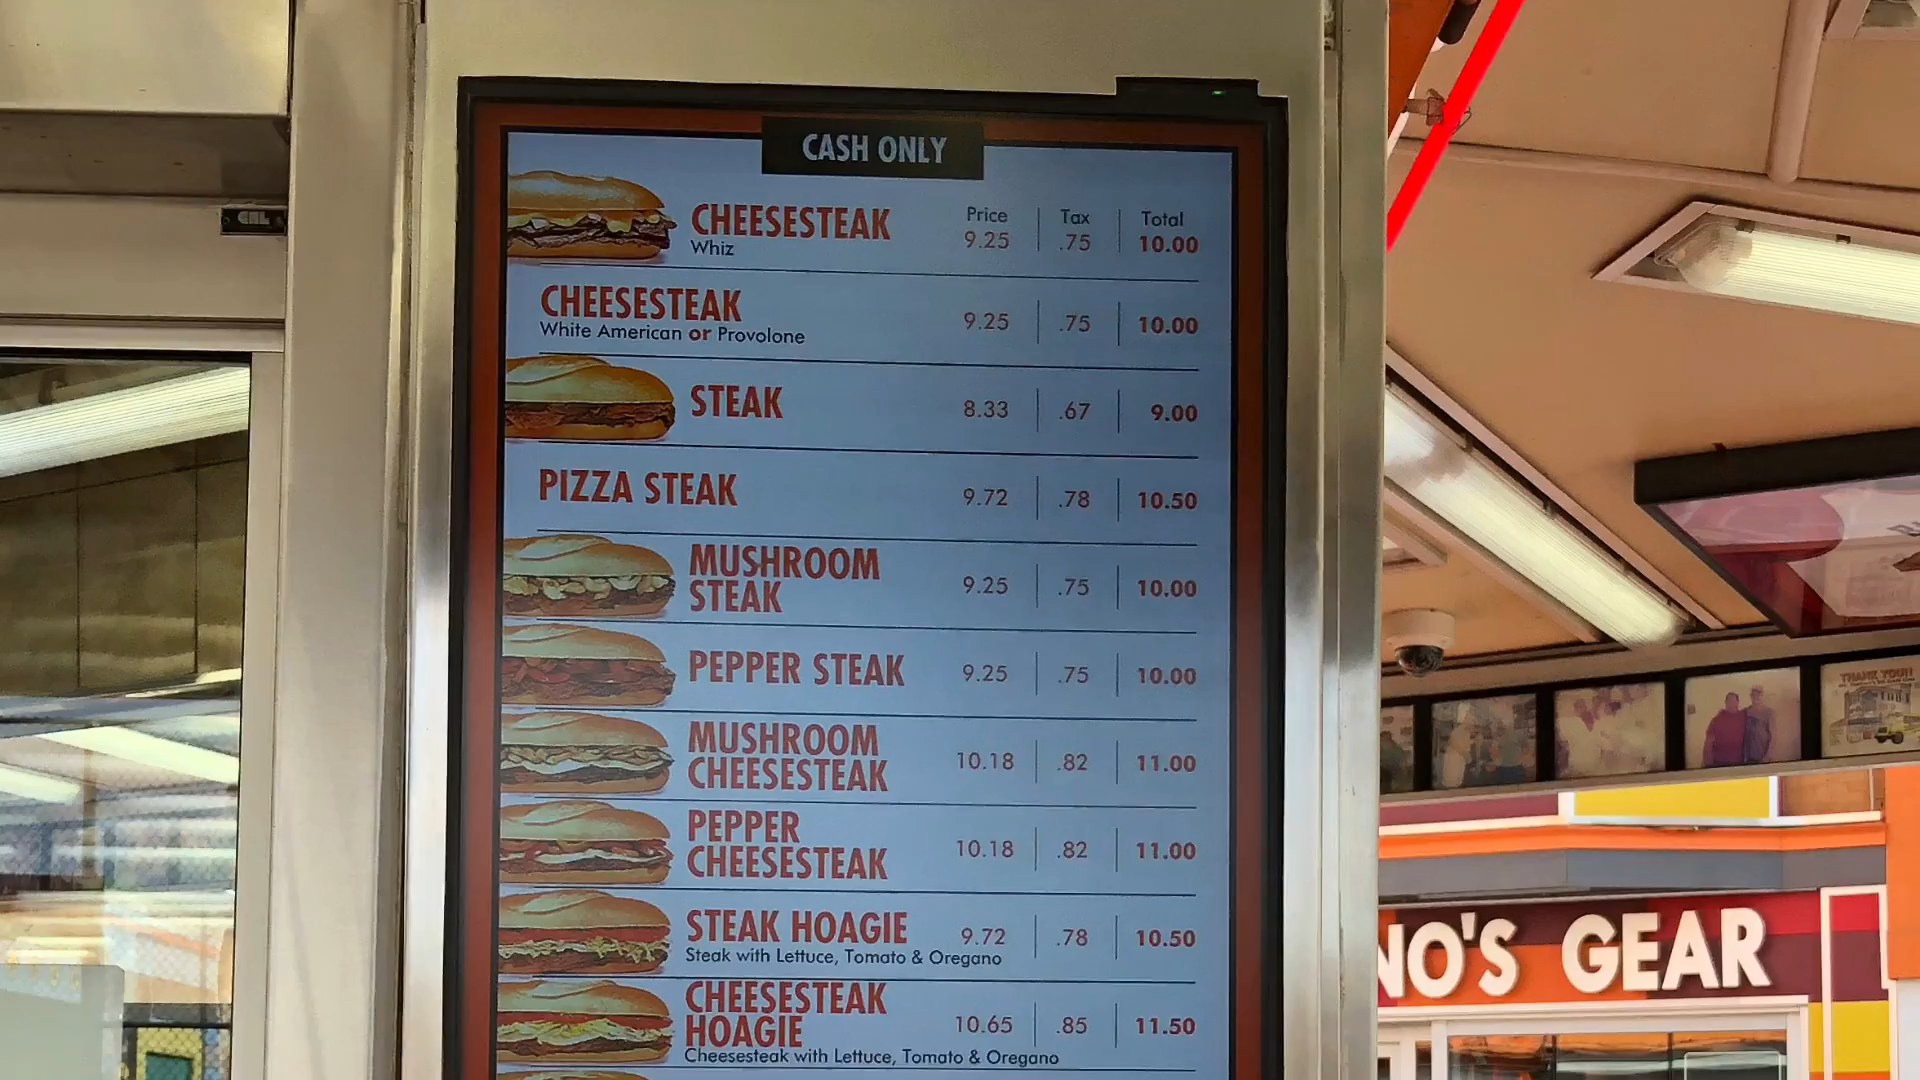 CASH ONLY
CHEESESTEAK
Whiz
Price Tax Total
9.25 .75 10.00
CHEESESTEAK
White American or Provolone
9.25 .75 10.00
STEAK
8.33 .67 9.00
PIZZA STEAK
9.72 .78 10.50
MUSHROOM
STEAK
9.25 .75 10.00
PEPPER STEAK
9.25 .75 10.00
MUSHROOM
CHEESESTEAK
10.18 .82 11.00
PEPPER
CHEESESTEAK
10.18 .82 11.00
STEAK HOAGIE
Steak with Lettuce, Tomato & Oregano
9.72 .78 10.50
CHEESESTEAK
HOAGIE
Cheesesteak with Lettuce, Tomato & Oregano
10.65 .85 11.50
THANK YOU!!
NO'S GEAR